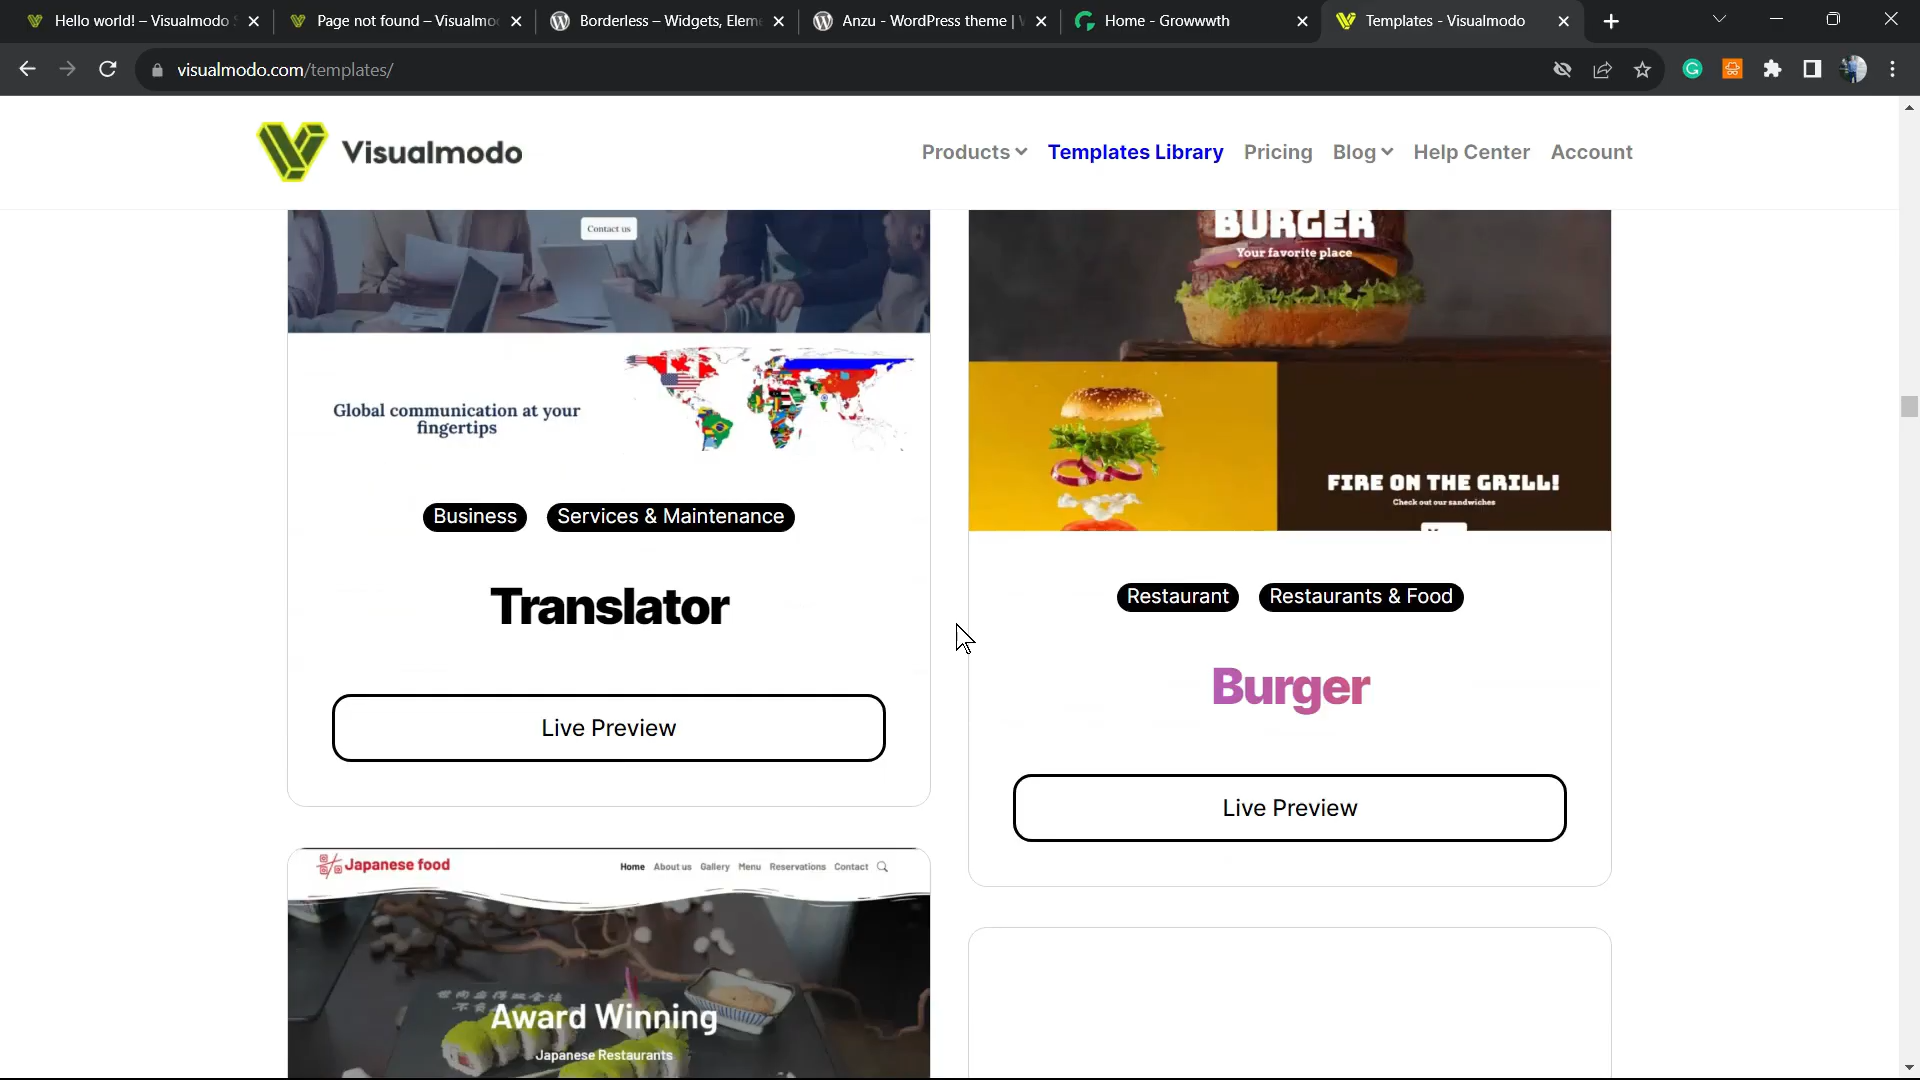 Hello world! – Visualmodo
Page not found – Visualmo
Borderless – Widgets, Elem
Anzu - WordPress theme |
Home - Growwwth
Templates - Visualmodo
visualmodo.com/templates/
Visualmodo
Products
Templates Library
Pricing
Blog
Help Center
Account
Contact us
Global communication at your
fingertips
Business
Services & Maintenance
Translator
Live Preview
BURGER
Your favorite place
FIRE ON THE GRILL!
Check out our sandwiches
Restaurant
Restaurants & Food
Burger
Live Preview
Japanese food
Home
About us
Gallery
Menu
Reservations
Contact
Award Winning
Japanese Restaurants